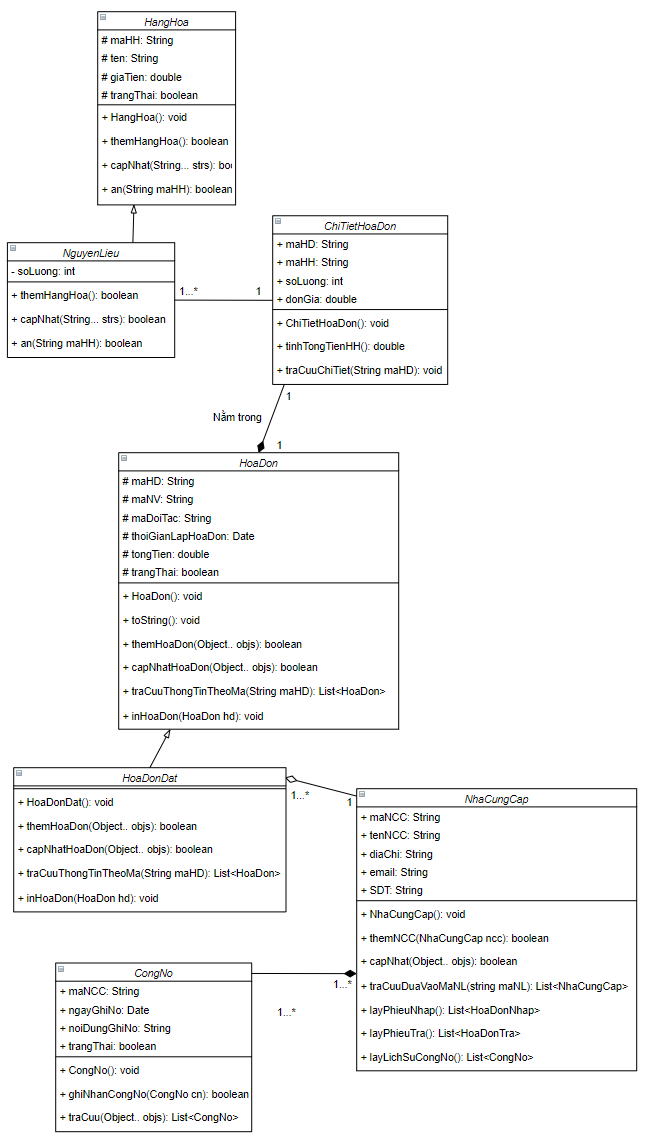 HangHoa
# maHH: String
# ten: String
# giaTien: double
# trangThai: boolean
+ HangHoa(): void
+ themHangHoa(): boolean
+ capNhat(String... strs): bo
+ an(String maHH): boolean
NguyenLieu
- soLuong: int
+ themHangHoa(): boolean
+ capNhat(String... strs): boolean
+ an(String maHH): boolean
1...*
1
ChiTietHoaDon
+ maHD: String
+ maHH: String
+ soLuong: int
+ donGia: double
+ ChiTietHoaDon(): void
+ tinhTongTienHH(): double
+ traCuuChiTiet(String maHD): void
1
Nằm trong
1
HoaDon
# maHD: String
# maNV: String
# maDoiTac: String
# thoiGianLapHoaDon: Date
# tongTien: double
# trangThai: boolean
+ HoaDon(): void
+ toString(): void
+ themHoaDon(Object.. objs): boolean
+ capNhatHoaDon(Object.. objs): boolean
+ traCuuThongTinTheoMa(String maHD): List<HoaDon>
+ inHoaDon(HoaDon hd): void
HoaDonDat
+ HoaDonDat(): void
+ themHoaDon(Object.. objs): boolean
+ capNhatHoaDon(Object.. objs): boolean
+ traCuuThongTinTheoMa(String maHD): List<HoaDon>
+ inHoaDon(HoaDon hd): void
1...*
1
NhaCungCap
+ maNCC: String
+ tenNCC: String
+ diaChi: String
+ email: String
+ SDT: String
+ NhaCungCap(): void
+ themNCC(NhaCungCap ncc): boolean
+ capNhat(Object.. objs): boolean
+ traCuuDuaVaoMaNL(string maNL): List<NhaCungCap>
+ layPhieuNhap(): List<HoaDonNhap>
+ layPhieuTra(): List<HoaDonTra>
+ layLichSuCongNo(): List<CongNo>
1...*
1...*
CongNo
+ maNCC: String
+ ngayGhiNo: Date
+ noiDungGhiNo: String
+ trangThai: boolean
+ CongNo(): void
+ ghiNhanCongNo(CongNo cn): boolean
+ traCuu(Object.. objs): List<CongNo>